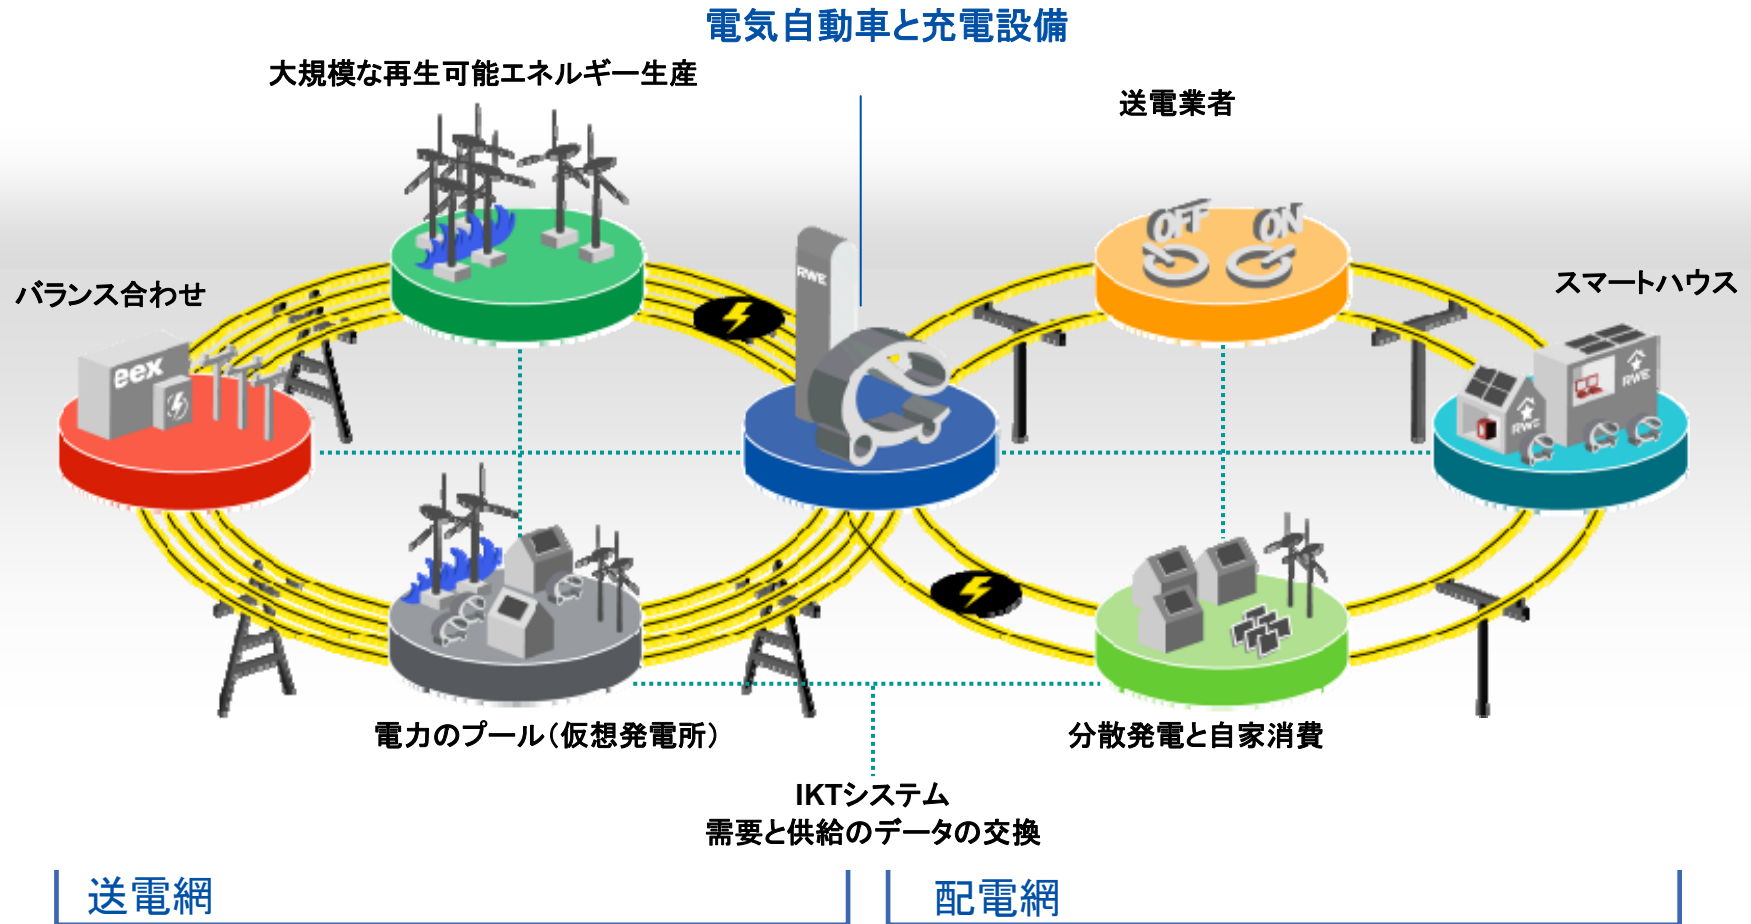 電気自動車と充電設備
大規模な再生可能エネルギー生産
送電業者
OFF
ON
バランス合わせ
スマートハウス
RWE
eex
RWE
RWE
電力のプール（仮想発電所）
分散発電と自家消費
IKTシステム
需要と供給のデータの交換
送電網
配電網